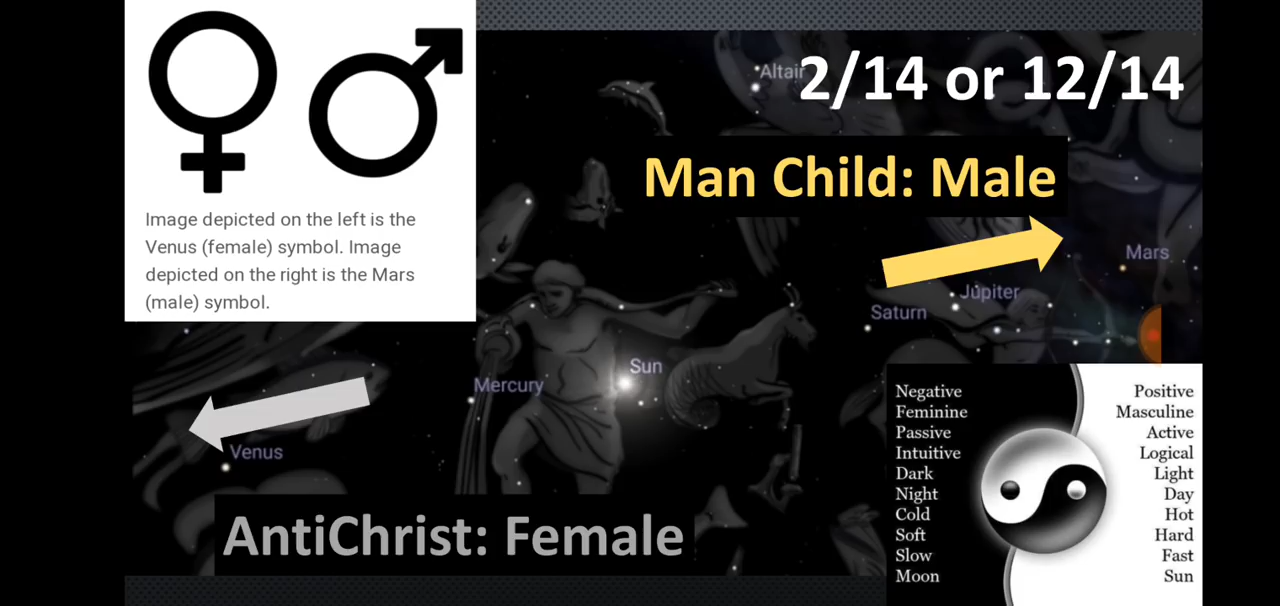 Image depicted on the left is the
Venus (female) symbol. Image
depicted on the right is the Mars
(male) symbol.
Altair
2/14 or 12/14
Man Child: Male
Mars
Jupiter
Saturn
Sun
Mercury
Venus
AntiChrist: Female
Negative
Feminine
Passive
Intuitive
Dark
Night
Cold
Soft
Slow
Moon
Positive
Masculine
Active
Logical
Light
Day
Hot
Hard
Fast
Sun